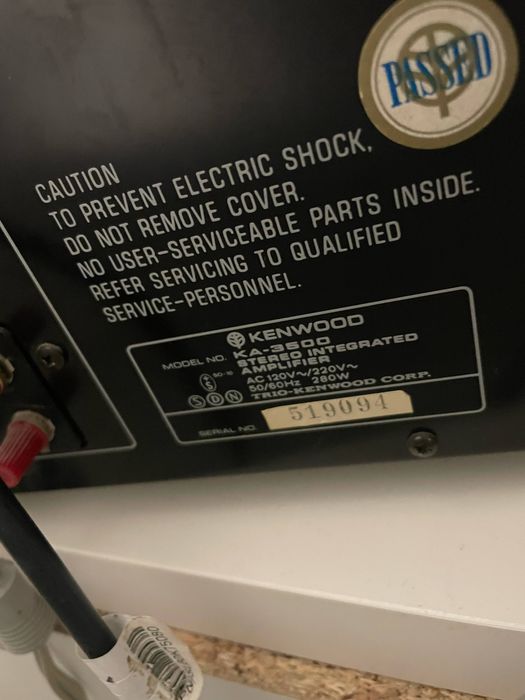 PASSED
CAUTION
TO PREVENT ELECTRIC SHOCK,
DO NOT REMOVE COVER.
NO USER-SERVICEABLE PARTS INSIDE.
REFER SERVICING TO QUALIFIED
SERVICE-PERSONNEL.
KENWOOD
MODEL NO. KA-3500
STEREO INTEGRATED
AMPLIFIER
AC 120V~/220V~
50/60Hz 280W
S D N TRIO-KENWOOD CORP.
SERIAL NO. 519094